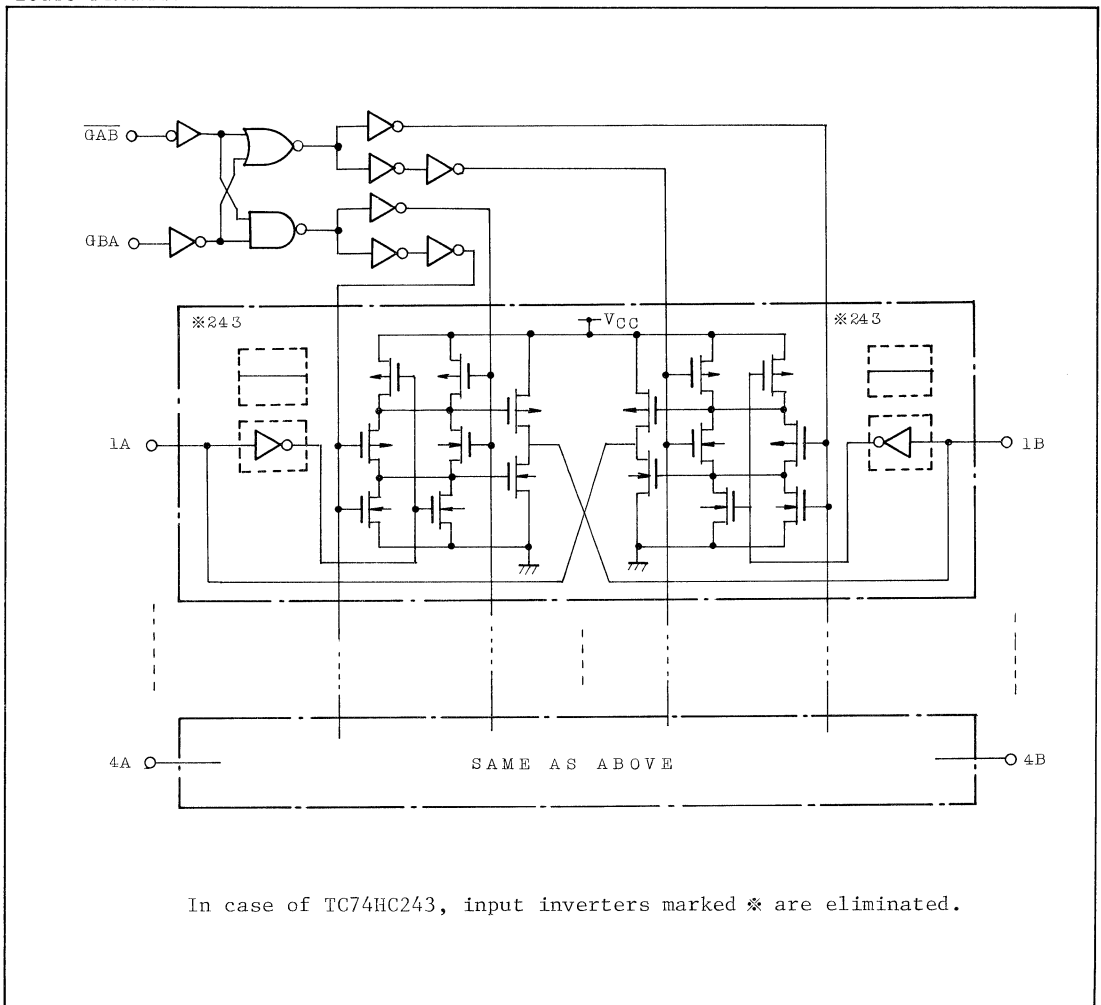 G̅A̅B̅
GBA
※243
VCC
※243
1A
1B
4A
SAME AS ABOVE
4B
In case of TC74HC243, input inverters marked ※ are eliminated.